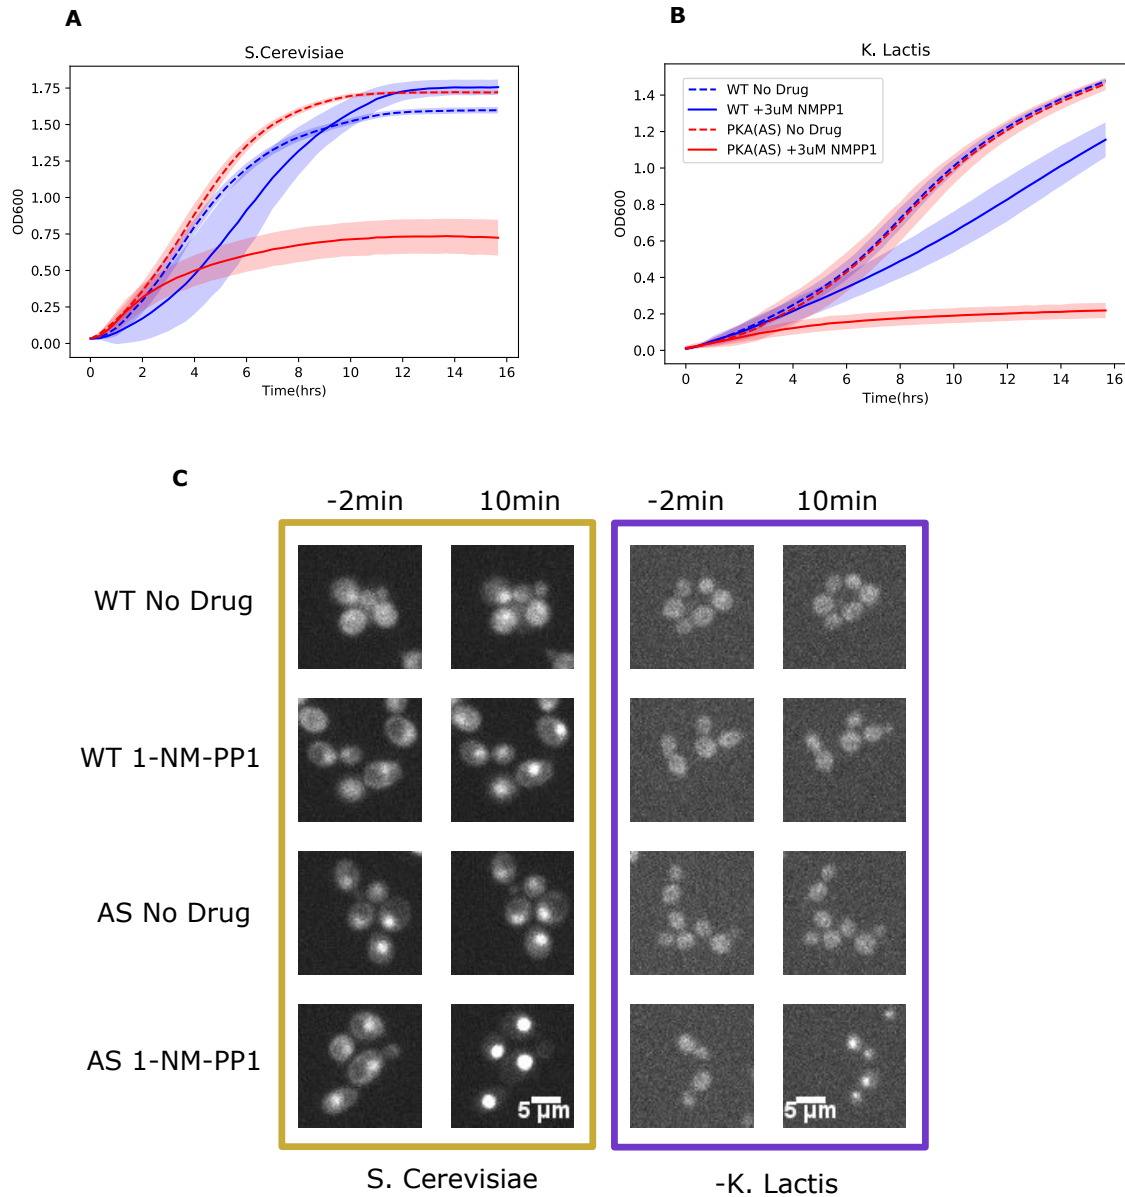 A
S.Cerevisiae
OD600
1.75
1.50
1.25
1.00
0.75
0.50
0.25
0.00
0 2 4 6 8 10 12 14 16
Time(hrs)
B
K. Lactis
WT No Drug
WT +3uM NMPP1
PKA(AS) No Drug
PKA(AS) +3uM NMPP1
OD600
1.4
1.2
1.0
0.8
0.6
0.4
0.2
0.0
0 2 4 6 8 10 12 14 16
Time(hrs)
C
-2min 10min -2min 10min
WT No Drug
WT 1-NM-PP1
AS No Drug
AS 1-NM-PP1
5 µm 5 µm
S. Cerevisiae -K. Lactis